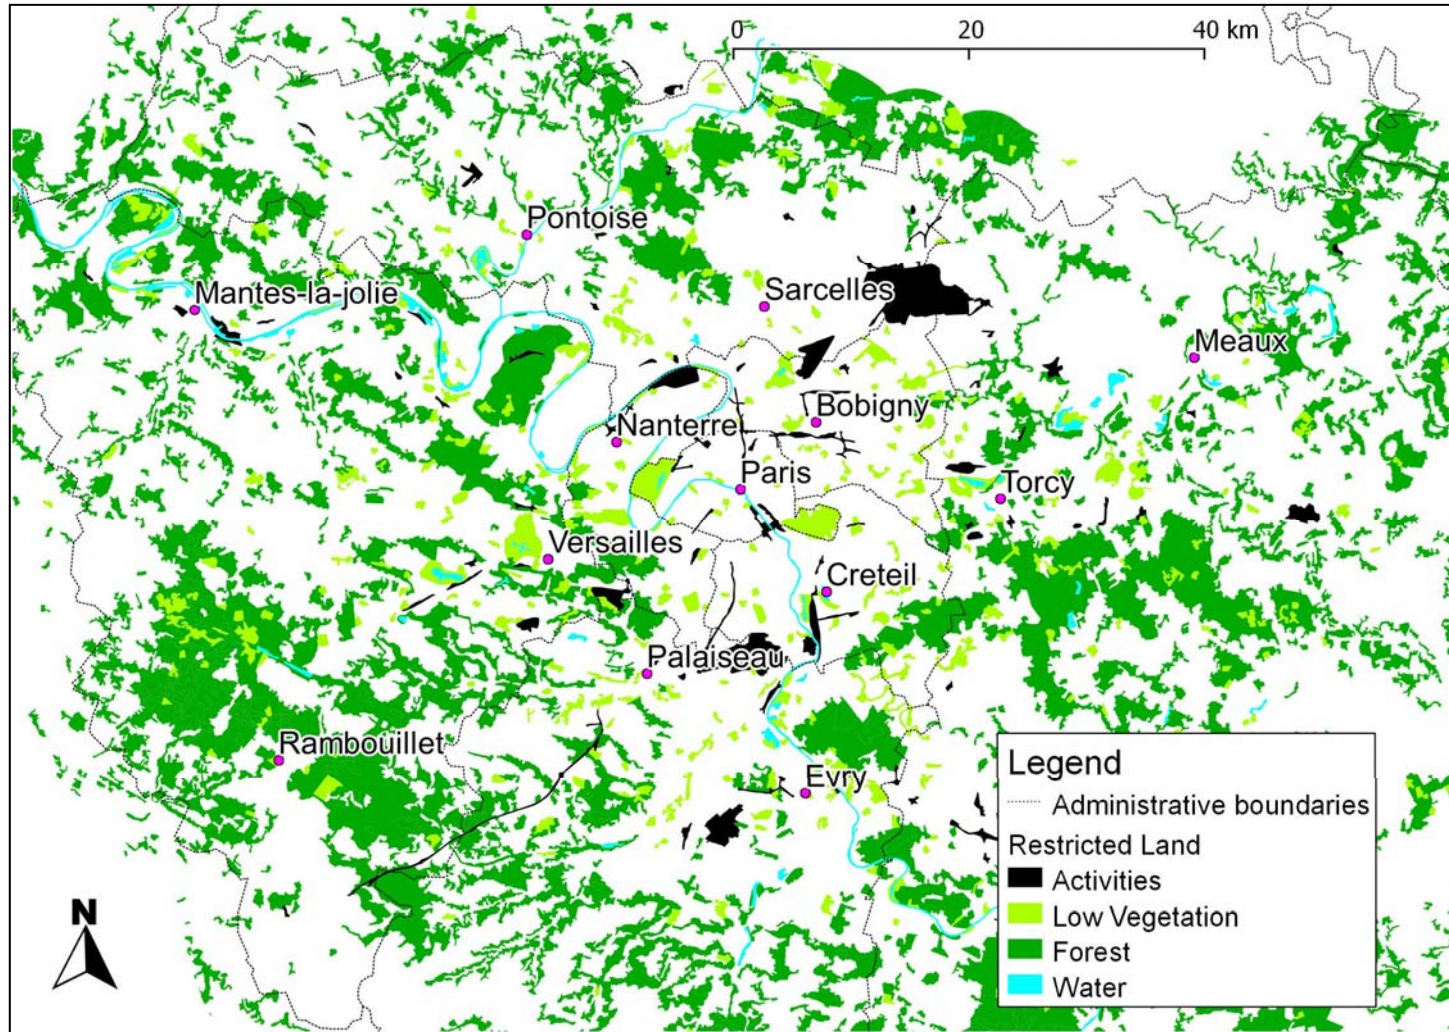 0 20 40 km
Pontoise
Mantes-la-jolie
Sarcelles
Meaux
Bobigny
Nanterre
Paris
Torcy
Versailles
Creteil
Palaiseau
Rambouillet
Evry
Legend
Administrative boundaries
Restricted Land
Activities
Low Vegetation
Forest
Water
N